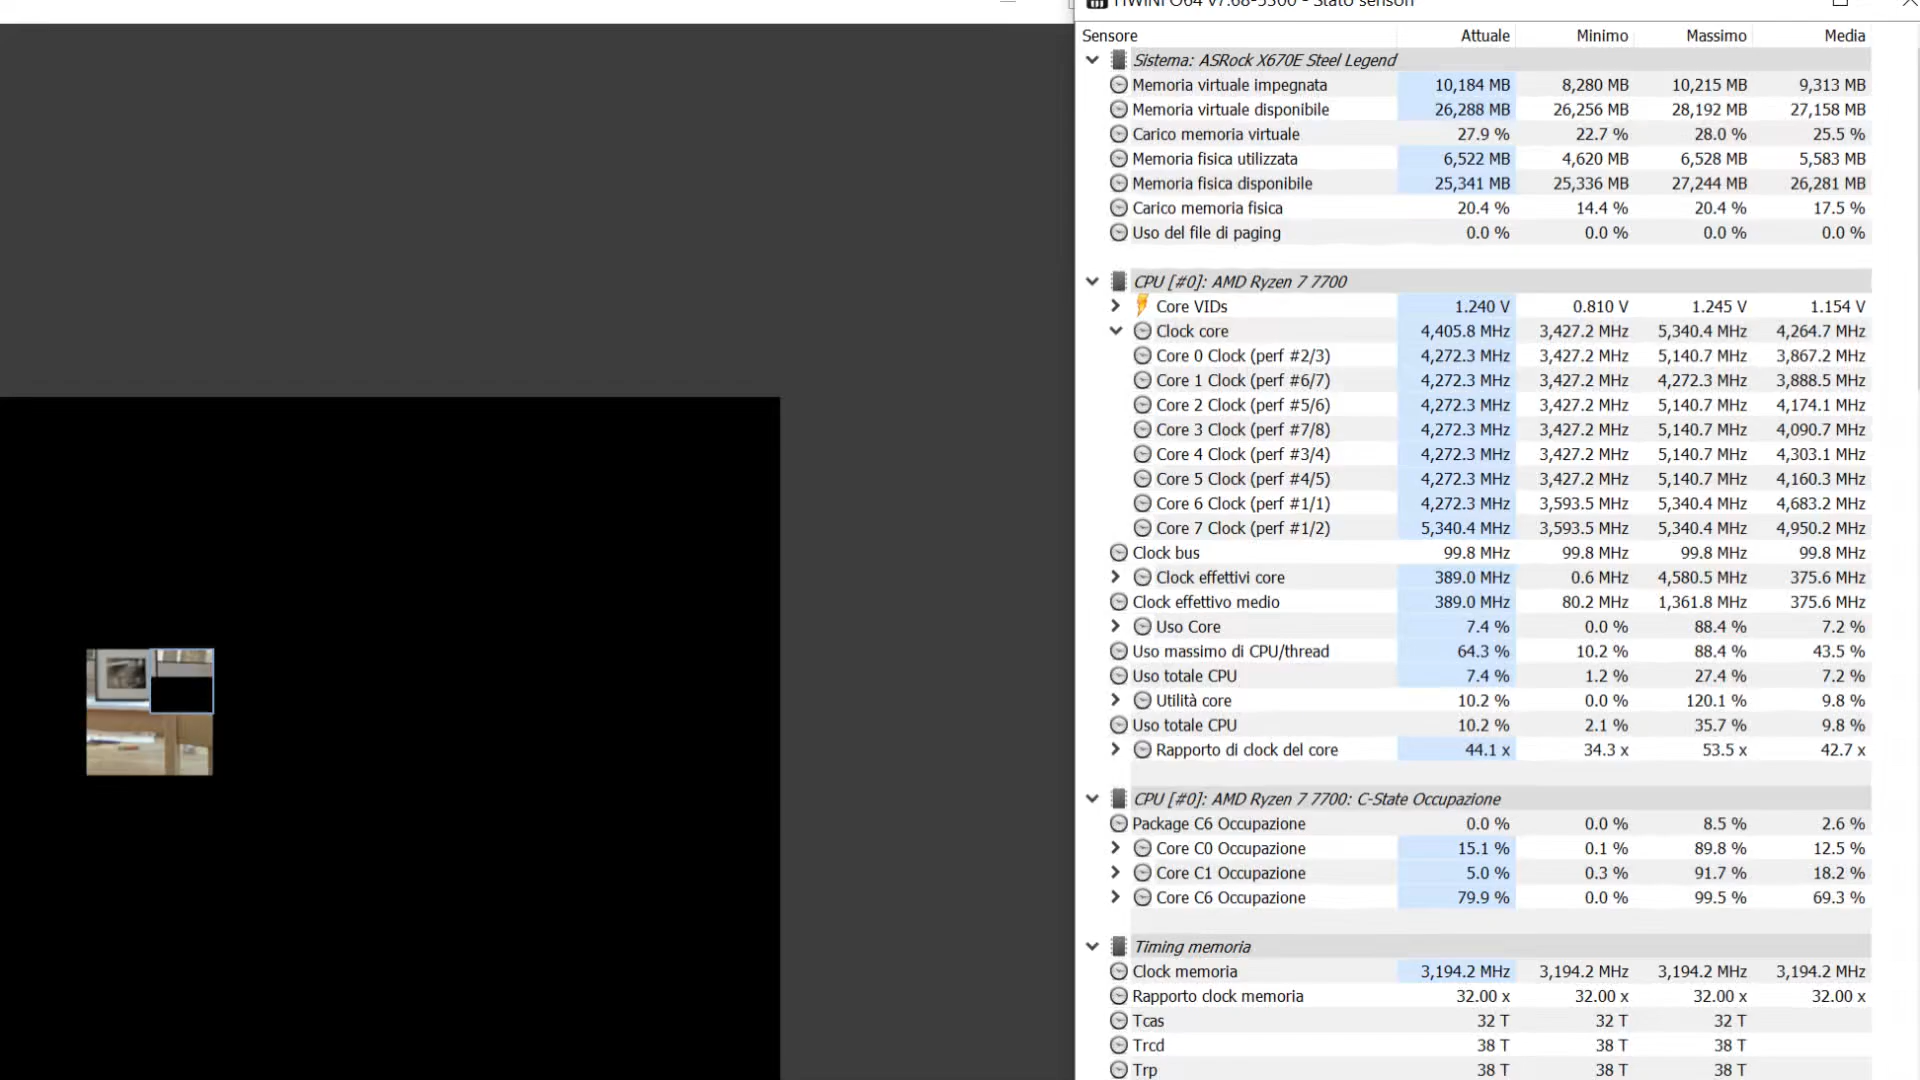 HWiNFO64 v7.68-5300 - Stato sensori
Sensore Attuale Minimo Massimo Media
Sistema: ASRock X670E Steel Legend
Memoria virtuale impegnata 10,184 MB 8,280 MB 10,215 MB 9,313 MB
Memoria virtuale disponibile 26,288 MB 26,256 MB 28,192 MB 27,158 MB
Carico memoria virtuale 27.9 % 22.7 % 28.0 % 25.5 %
Memoria fisica utilizzata 6,522 MB 4,620 MB 6,528 MB 5,583 MB
Memoria fisica disponibile 25,341 MB 25,336 MB 27,244 MB 26,281 MB
Carico memoria fisica 20.4 % 14.4 % 20.4 % 17.5 %
Uso del file di paging 0.0 % 0.0 % 0.0 % 0.0 %
CPU [#0]: AMD Ryzen 7 7700
Core VIDs 1.240 V 0.810 V 1.245 V 1.154 V
Clock core 4,405.8 MHz 3,427.2 MHz 5,340.4 MHz 4,264.7 MHz
Core 0 Clock (perf #2/3) 4,272.3 MHz 3,427.2 MHz 5,140.7 MHz 3,867.2 MHz
Core 1 Clock (perf #6/7) 4,272.3 MHz 3,427.2 MHz 4,272.3 MHz 3,888.5 MHz
Core 2 Clock (perf #5/6) 4,272.3 MHz 3,427.2 MHz 5,140.7 MHz 4,174.1 MHz
Core 3 Clock (perf #7/8) 4,272.3 MHz 3,427.2 MHz 5,140.7 MHz 4,090.7 MHz
Core 4 Clock (perf #3/4) 4,272.3 MHz 3,427.2 MHz 5,140.7 MHz 4,303.1 MHz
Core 5 Clock (perf #4/5) 4,272.3 MHz 3,427.2 MHz 5,140.7 MHz 4,160.3 MHz
Core 6 Clock (perf #1/1) 4,272.3 MHz 3,593.5 MHz 5,340.4 MHz 4,683.2 MHz
Core 7 Clock (perf #1/2) 5,340.4 MHz 3,593.5 MHz 5,340.4 MHz 4,950.2 MHz
Clock bus 99.8 MHz 99.8 MHz 99.8 MHz 99.8 MHz
Clock effettivi core 389.0 MHz 0.6 MHz 4,580.5 MHz 375.6 MHz
Clock effettivo medio 389.0 MHz 80.2 MHz 1,361.8 MHz 375.6 MHz
Uso Core 7.4 % 0.0 % 88.4 % 7.2 %
Uso massimo di CPU/thread 64.3 % 10.2 % 88.4 % 43.5 %
Uso totale CPU 7.4 % 1.2 % 27.4 % 7.2 %
Utilità core 10.2 % 0.0 % 120.1 % 9.8 %
Uso totale CPU 10.2 % 2.1 % 35.7 % 9.8 %
Rapporto di clock del core 44.1 x 34.3 x 53.5 x 42.7 x
CPU [#0]: AMD Ryzen 7 7700: C-State Occupazione
Package C6 Occupazione 0.0 % 0.0 % 8.5 % 2.6 %
Core C0 Occupazione 15.1 % 0.1 % 89.8 % 12.5 %
Core C1 Occupazione 5.0 % 0.3 % 91.7 % 18.2 %
Core C6 Occupazione 79.9 % 0.0 % 99.5 % 69.3 %
Timing memoria
Clock memoria 3,194.2 MHz 3,194.2 MHz 3,194.2 MHz 3,194.2 MHz
Rapporto clock memoria 32.00 x 32.00 x 32.00 x 32.00 x
Tcas 32 T 32 T 32 T
Trcd 38 T 38 T 38 T
Trp 38 T 38 T 38 T